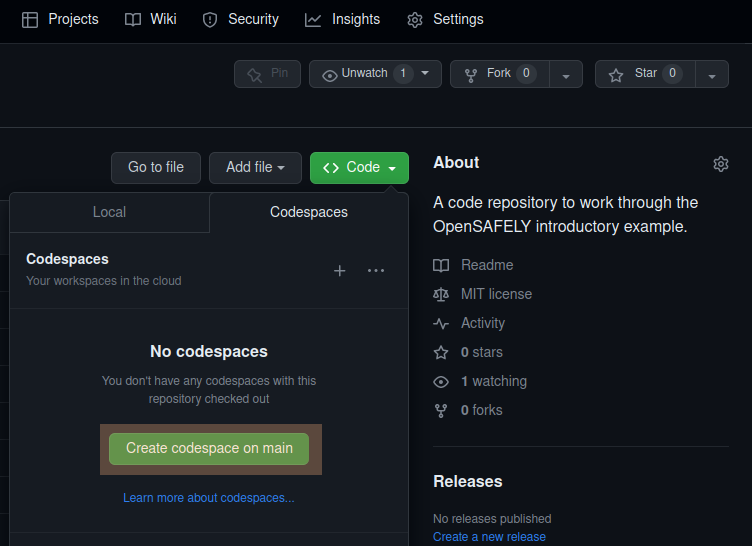 Projects Wiki Security Insights Settings
Pin Unwatch 1 Fork 0 Star 0
Go to file Add file Code
Local Codespaces
Codespaces
Your workspaces in the cloud
No codespaces
You don't have any codespaces with this
repository checked out
Create codespace on main
Learn more about codespaces...
About
A code repository to work through the
OpenSAFELY introductory example.
Readme
MIT license
Activity
0 stars
1 watching
0 forks
Releases
No releases published
Create a new release